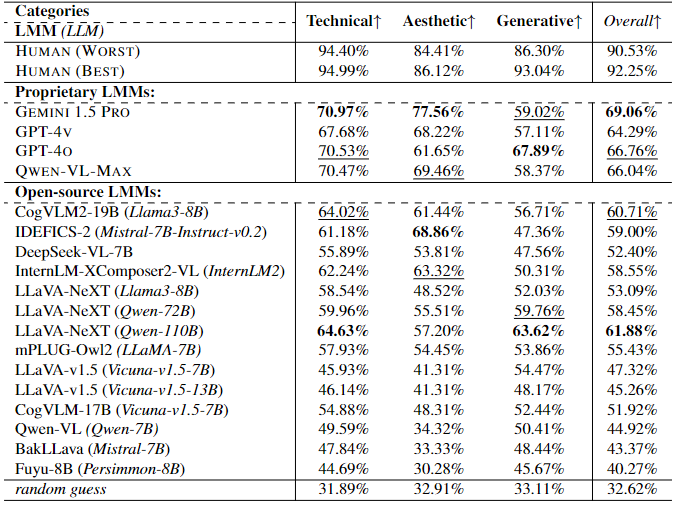 Categories Technical↑ Aesthetic↑ Generative↑ Overall↑
LMM (LLM)
HUMAN (WORST) 94.40% 84.41% 86.30% 90.53%
HUMAN (BEST) 94.99% 86.12% 93.04% 92.25%
Proprietary LMMs:
GEMINI 1.5 PRO 70.97% 77.56% 59.02% 69.06%
GPT-4V 67.68% 68.22% 57.11% 64.29%
GPT-4O 70.53% 61.65% 67.89% 66.76%
QWEN-VL-MAX 70.47% 69.46% 58.37% 66.04%
Open-source LMMs:
CogVLM2-19B (Llama3-8B) 64.02% 61.44% 56.71% 60.71%
IDEFICS-2 (Mistral-7B-Instruct-v0.2) 61.18% 68.86% 47.36% 59.00%
DeepSeek-VL-7B 55.89% 53.81% 47.56% 52.40%
InternLM-XComposer2-VL (InternLM2) 62.24% 63.32% 50.31% 58.55%
LLaVA-NeXT (Llama3-8B) 58.54% 48.52% 52.03% 53.09%
LLaVA-NeXT (Qwen-72B) 59.96% 55.51% 59.76% 58.45%
LLaVA-NeXT (Qwen-110B) 64.63% 57.20% 63.62% 61.88%
mPLUG-Owl2 (LLaMA-7B) 57.93% 54.45% 53.86% 55.43%
LLaVA-v1.5 (Vicuna-v1.5-7B) 45.93% 41.31% 54.47% 47.32%
LLaVA-v1.5 (Vicuna-v1.5-13B) 46.14% 41.31% 48.17% 45.26%
CogVLM-17B (Vicuna-v1.5-7B) 54.88% 48.31% 52.44% 51.92%
Qwen-VL (Qwen-7B) 49.59% 34.32% 50.41% 44.92%
BakLLava (Mistral-7B) 47.84% 33.33% 48.44% 43.37%
Fuyu-8B (Persimmon-8B) 44.69% 30.28% 45.67% 40.27%
random guess 31.89% 32.91% 33.11% 32.62%